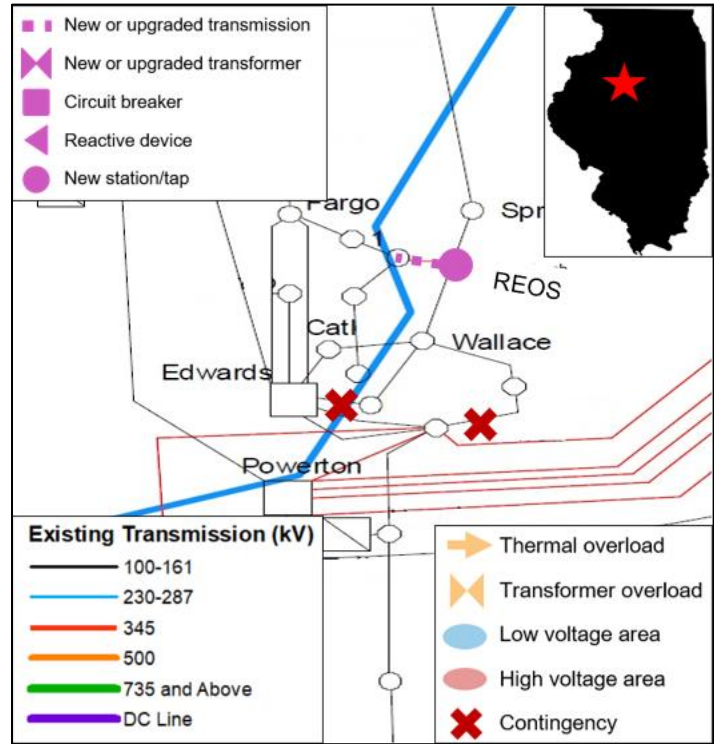 New or upgraded transmission
New or upgraded transformer
Circuit breaker
Reactive device
New station/tap
Fargo
Spr
1
REOS
Wallace
Edwards
Powerton
Existing Transmission (kV)
100-161
230-287
345
500
735 and Above
DC Line
Thermal overload
Transformer overload
Low voltage area
High voltage area
Contingency